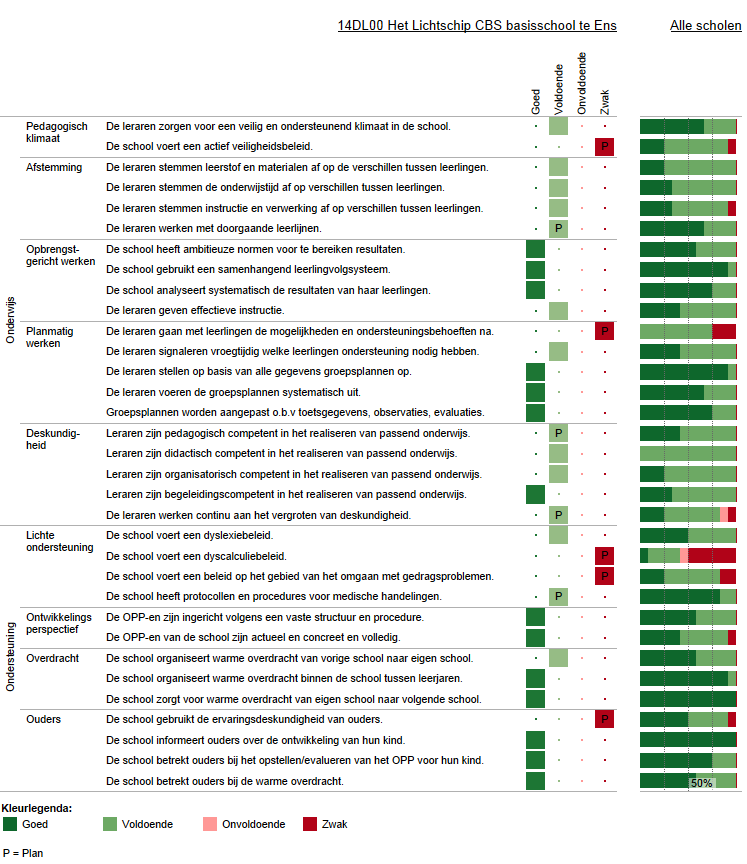 14DL00 Het Lichtschip CBS basisschool te Ens Alle scholen
Goed Voldoende Onvoldoende Zwak
Onderwijs
Pedagogisch klimaat
De leraren zorgen voor een veilig en ondersteunend klimaat in de school.
De school voert een actief veiligheidsbeleid. P
Afstemming De leraren stemmen leerstof en materialen af op de verschillen tussen leerlingen.
De leraren stemmen de onderwijstijd af op verschillen tussen leerlingen.
De leraren stemmen instructie en verwerking af op verschillen tussen leerlingen.
De leraren werken met doorgaande leerlijnen. P
Opbrengst-
gericht werken
De school heeft ambitieuze normen voor te bereiken resultaten.
De school gebruikt een samenhangend leerlingvolgsysteem.
De school analyseert systematisch de resultaten van haar leerlingen.
De leraren geven effectieve instructie.
Planmatig
werken
De leraren gaan met leerlingen de mogelijkheden en ondersteuningsbehoeften na. P
De leraren signaleren vroegtijdig welke leerlingen ondersteuning nodig hebben.
De leraren stellen op basis van alle gegevens groepsplannen op.
De leraren voeren de groepsplannen systematisch uit.
Groepsplannen worden aangepast o.b.v toetsgegevens, observaties, evaluaties.
Deskundig-
heid
Leraren zijn pedagogisch competent in het realiseren van passend onderwijs. P
Leraren zijn didactisch competent in het realiseren van passend onderwijs.
Leraren zijn organisatorisch competent in het realiseren van passend onderwijs.
Leraren zijn begeleidingscompetent in het realiseren van passend onderwijs.
De leraren werken continu aan het vergroten van deskundigheid. P
Ondersteuning
Lichte
ondersteuning
De school voert een dyslexiebeleid.
De school voert een dyscalculiebeleid. P
De school voert een beleid op het gebied van het omgaan met gedragsproblemen. P
De school heeft protocollen en procedures voor medische handelingen. P
Ontwikkelings
perspectief
De OPP-en zijn ingericht volgens een vaste structuur en procedure.
De OPP-en van de school zijn actueel en concreet en volledig.
Overdracht De school organiseert warme overdracht van vorige school naar eigen school.
De school organiseert warme overdracht binnen de school tussen leerjaren.
De school zorgt voor warme overdracht van eigen school naar volgende school.
Ouders De school gebruikt de ervaringsdeskundigheid van ouders. P
De school informeert ouders over de ontwikkeling van hun kind.
De school betrekt ouders bij het opstellen/evalueren van het OPP voor hun kind.
De school betrekt ouders bij de warme overdracht. 50%
Kleurlegenda:
Goed Voldoende Onvoldoende Zwak
P = Plan